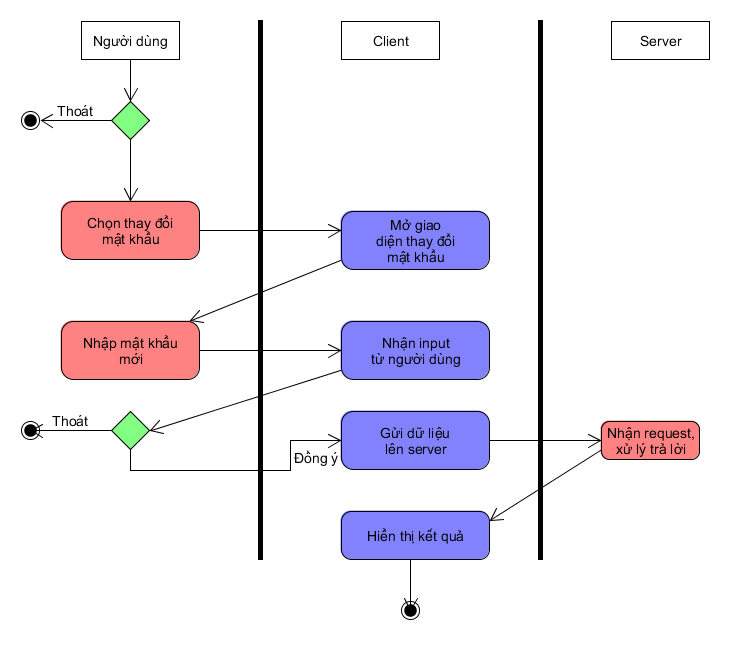 Người dùng
Client
Server
Thoát
Chọn thay đổi
mật khẩu
Mở giao
diện thay đổi
mật khẩu
Nhập mật khẩu
mới
Nhận input
từ người dùng
Thoát
Đồng ý
Gửi dữ liệu
lên server
Nhận request,
xử lý trả lời
Hiển thị kết quả